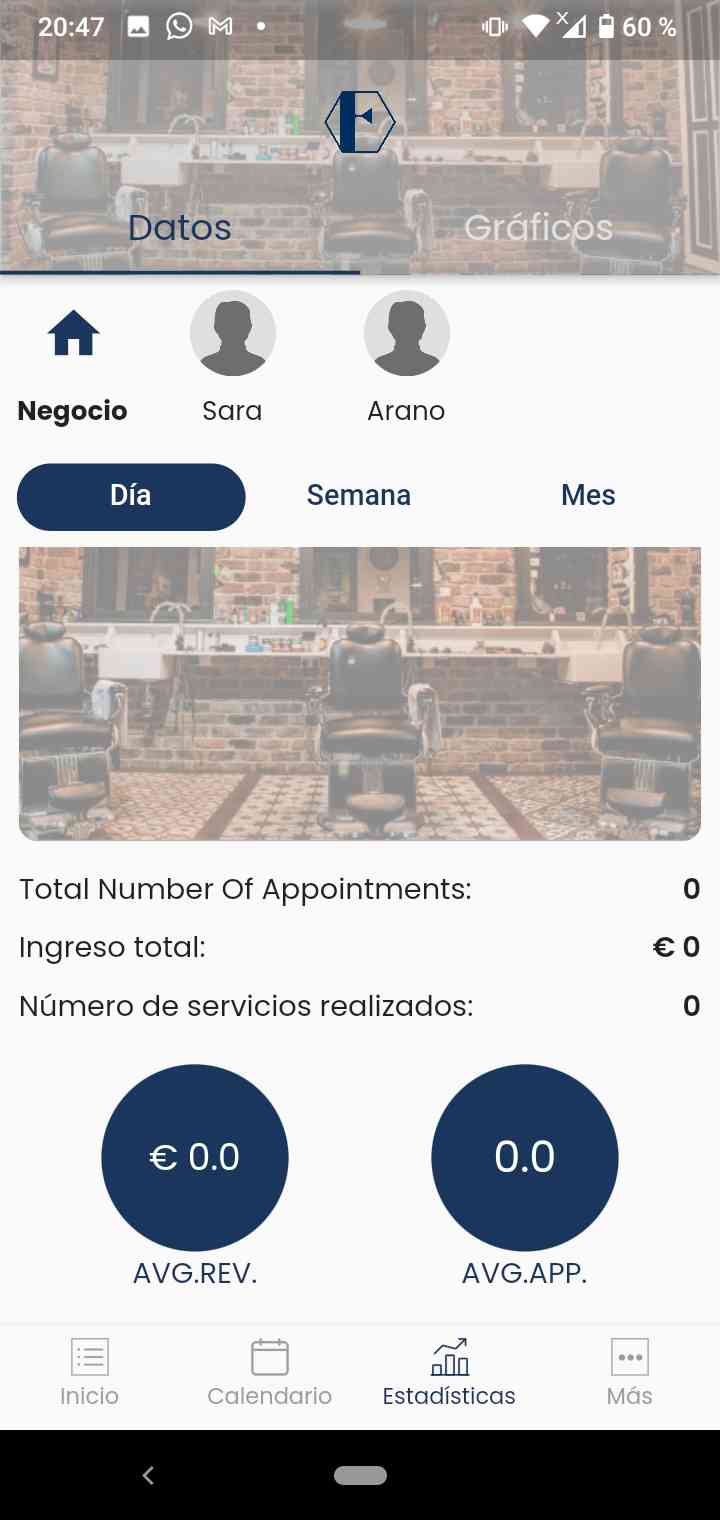 20:47 60 %
Datos Gráficos
Negocio Sara Arano
Día Semana Mes
Total Number Of Appointments: 0
Ingreso total: € 0
Número de servicios realizados: 0
€ 0.0 0.0
AVG.REV. AVG.APP.
Inicio Calendario Estadísticas Más